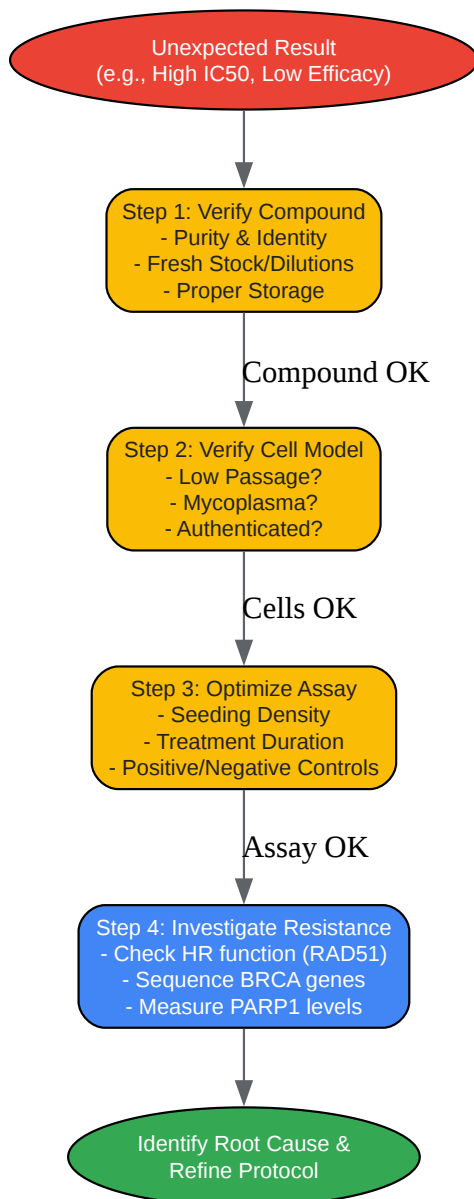 Unexpected Result
(e.g., High IC50, Low Efficacy)
Step 1: Verify Compound
- Purity & Identity
- Fresh Stock/Dilutions
- Proper Storage
Compound OK
Step 2: Verify Cell Model
- Low Passage?
- Mycoplasma?
- Authenticated?
Cells OK
Step 3: Optimize Assay
- Seeding Density
- Treatment Duration
- Positive/Negative Controls
Assay OK
Step 4: Investigate Resistance
- Check HR function (RAD51)
- Sequence BRCA genes
- Measure PARP1 levels
Identify Root Cause &
Refine Protocol